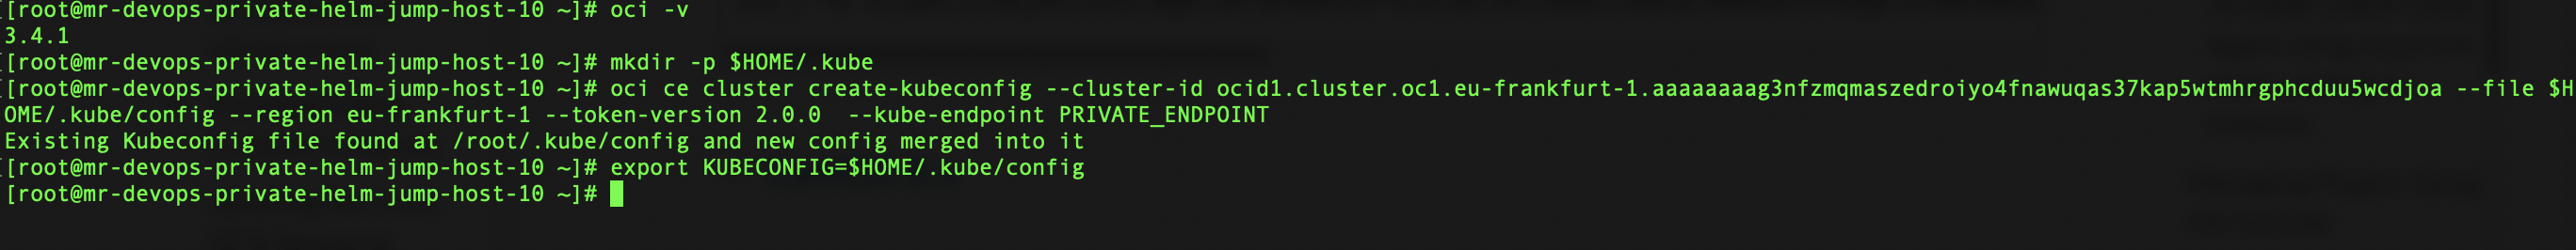 [root@mr-devops-private-helm-jump-host-10 ~]# oci -v
3.4.1
[root@mr-devops-private-helm-jump-host-10 ~]# mkdir -p $HOME/.kube
[root@mr-devops-private-helm-jump-host-10 ~]# oci ce cluster create-kubeconfig --cluster-id ocid1.cluster.oc1.eu-frankfurt-1.aaaaaaaag3nfzmqmaszedroiyo4fnawuqas37kap5wtmhrgphcduu5wcdjoa --file $H
OME/.kube/config --region eu-frankfurt-1 --token-version 2.0.0  --kube-endpoint PRIVATE_ENDPOINT
Existing Kubeconfig file found at /root/.kube/config and new config merged into it
[root@mr-devops-private-helm-jump-host-10 ~]# export KUBECONFIG=$HOME/.kube/config
[root@mr-devops-private-helm-jump-host-10 ~]#